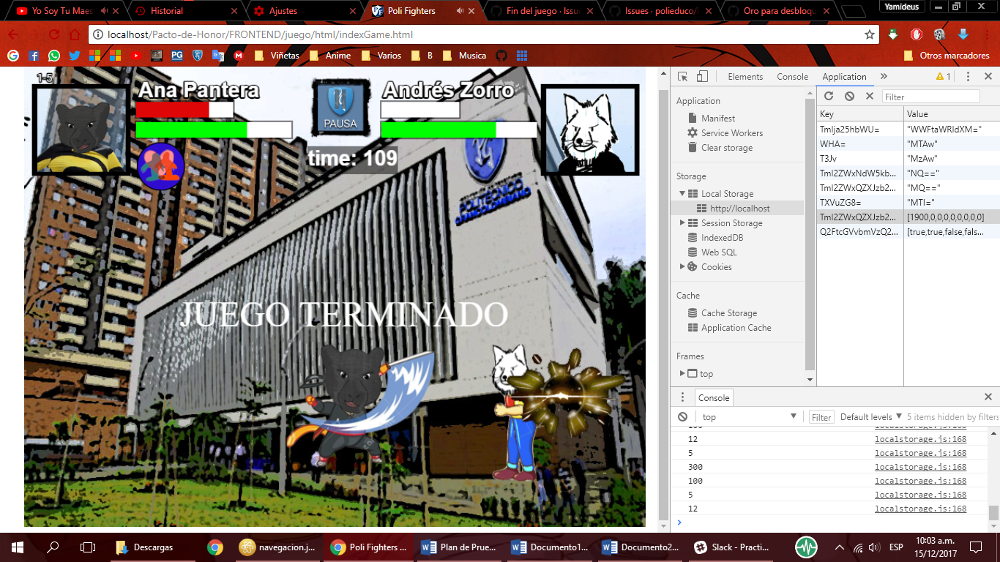 Yo Soy Tu Maes
Historial
Ajustes
Poli Fighters
Fin del juego · Issu
Issues · polieduco/
Oro para desbloqu
Yamideus
localhost/Pacto-de-Honor/FRONTEND/juego/html/indexGame.html
Viñetas
Anime
Varios
B
Musica
Otros marcadores
1-5
Ana Pantera
PAUSA
Andrés Zorro
time: 109
POLITÉCNICO
GRANCOLOMBIANO
JUEGO TERMINADO
Elements
Console
Application
1
Application
Manifest
Service Workers
Clear storage
Storage
Local Storage
http://localhost
Session Storage
IndexedDB
Web SQL
Cookies
Cache
Cache Storage
Application Cache
Frames
top
Filter
Key Value
TmIja25hbWU= "WWFtaWRldXM="
WHA= "MTAw"
T3Jv "MzAw"
TmI2ZWxNdW5kb... "NQ=="
TmI2ZWxQZXJzb2... "MQ=="
TXVuZG8= "MTI="
TmI2ZWxQZXJzb2... [1900,0,0,0,0,0,0,0,0]
Q2FtcGVvbmVzQ2... [true,true,false,fals...
Console
top
Filter
Default levels
5 items hidden by filters
100 localstorage.js:168
12 localstorage.js:168
5 localstorage.js:168
300 localstorage.js:168
100 localstorage.js:168
5 localstorage.js:168
12 localstorage.js:168
Descargas
navegacion.j...
Poli Fighters ...
Plan de Prue...
Documento1...
Documento2...
Slack - Practi...
ESP
10:03 a.m.
15/12/2017